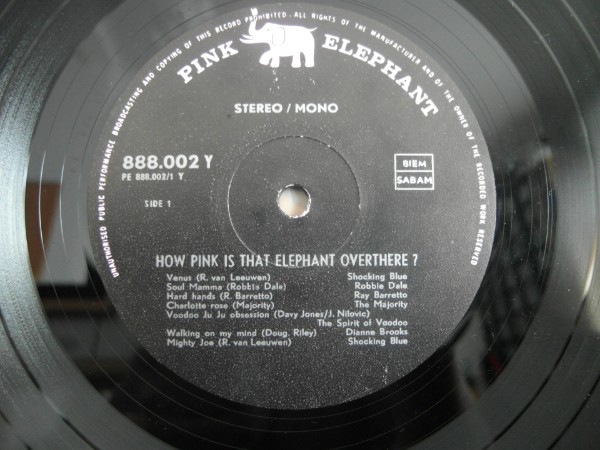 UNAUTHORISED PUBLIC PERFORMANCE BROADCASTING AND COPYING OF THIS RECORD PROHIBITED - ALL RIGHTS OF THE MANUFACTURER AND OF THE OWNER OF THE RECORDED WORK RESERVED
PINK ELEPHANT
STEREO / MONO
888.002 Y
PE 888.002/1 Y
BIEM
SABAM
SIDE 1
HOW PINK IS THAT ELEPHANT OVERTHERE ?
Venus (R. van Leeuwen) Shocking Blue
Soul Mamma (Robbts Dale) Robbie Dale
Hard hands (R. Barretto) Ray Barretto
Charlotte rose (Majority) The Majority
Voodoo Ju Ju obsession (Davy Jones/J. Nilovic)
The Spirit of Voodoo
Walking on my mind (Doug. Riley) Dianne Brooks
Mighty Joe (R. van Leeuwen) Shocking Blue